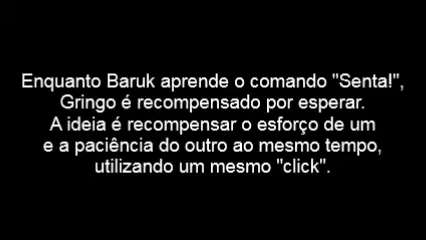 Enquanto Baruk aprende o comando "Senta!",
Gringo é recompensado por esperar.
A ideia é recompensar o esforço de um
e a paciência do outro ao mesmo tempo,
utilizando um mesmo "click".